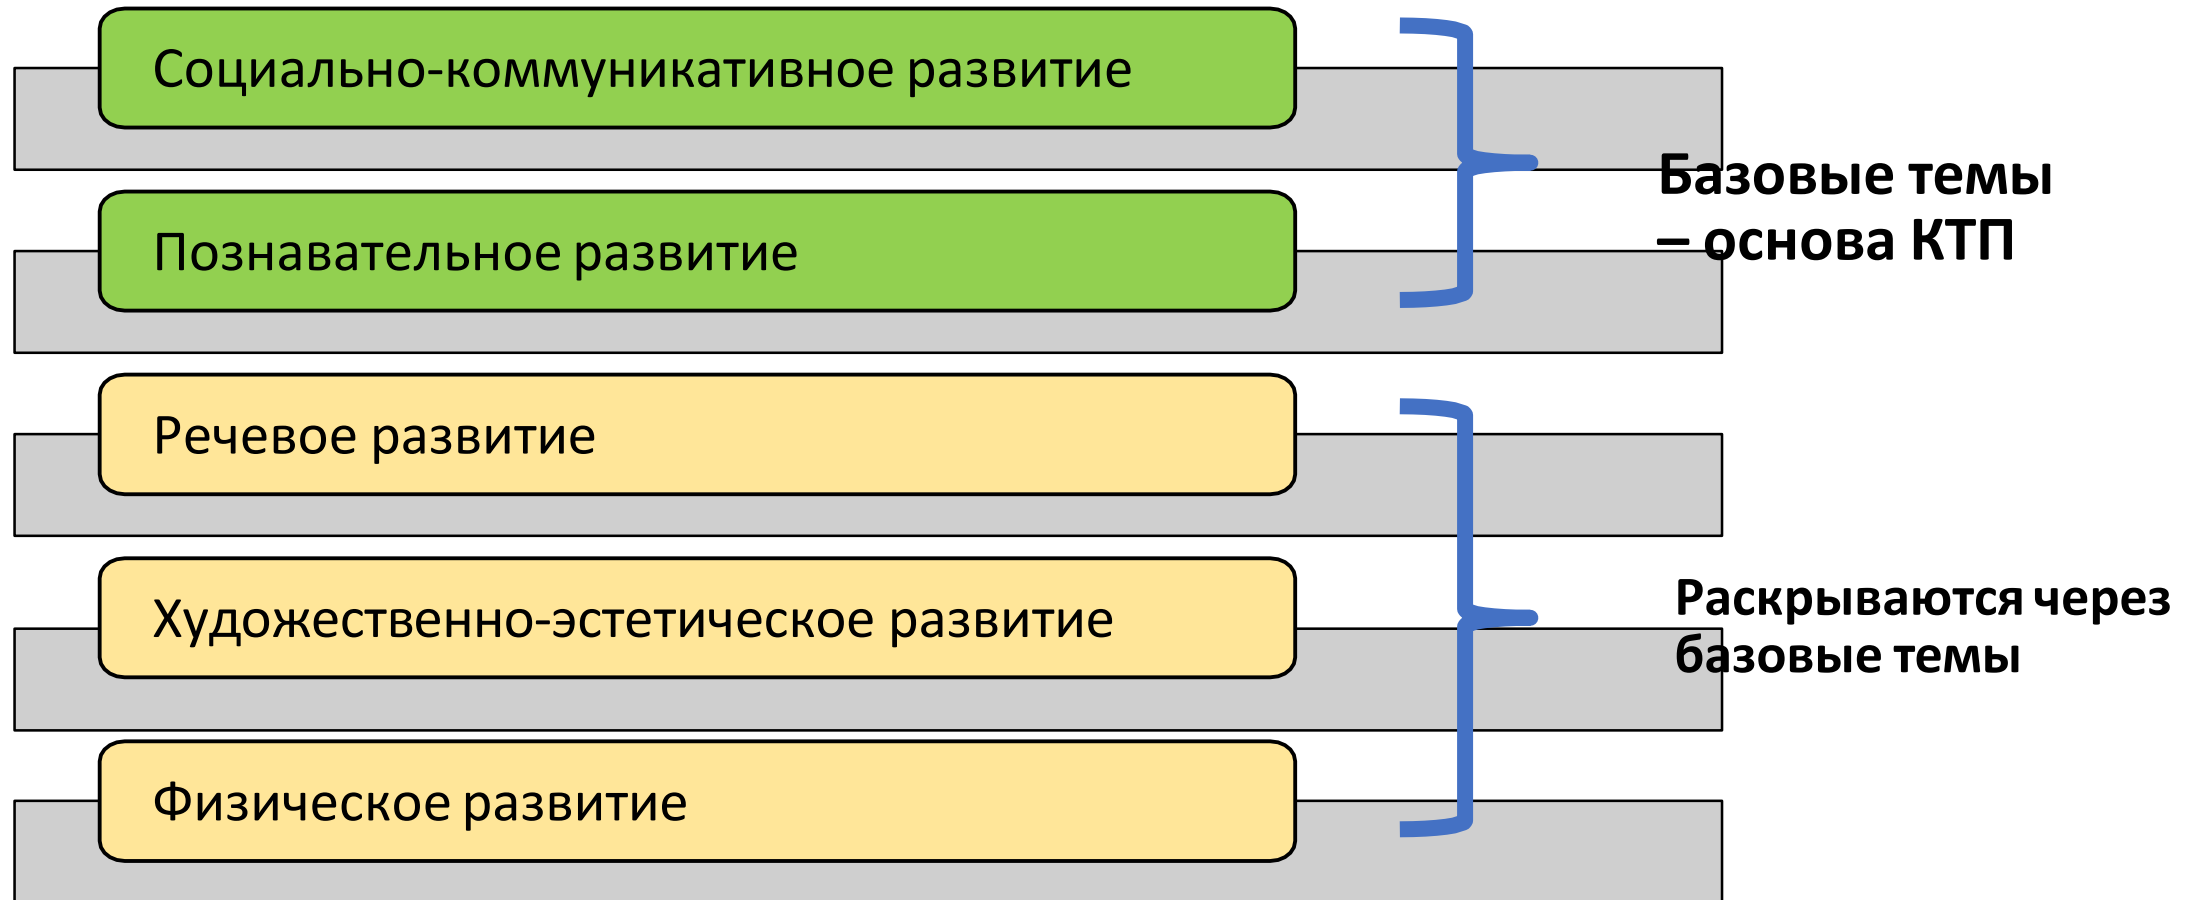 Социально-коммуникативное развитие
Познавательное развитие
Базовые темы
– основа КТП
Речевое развитие
Художественно-эстетическое развитие
Физическое развитие
Раскрываются через
базовые темы